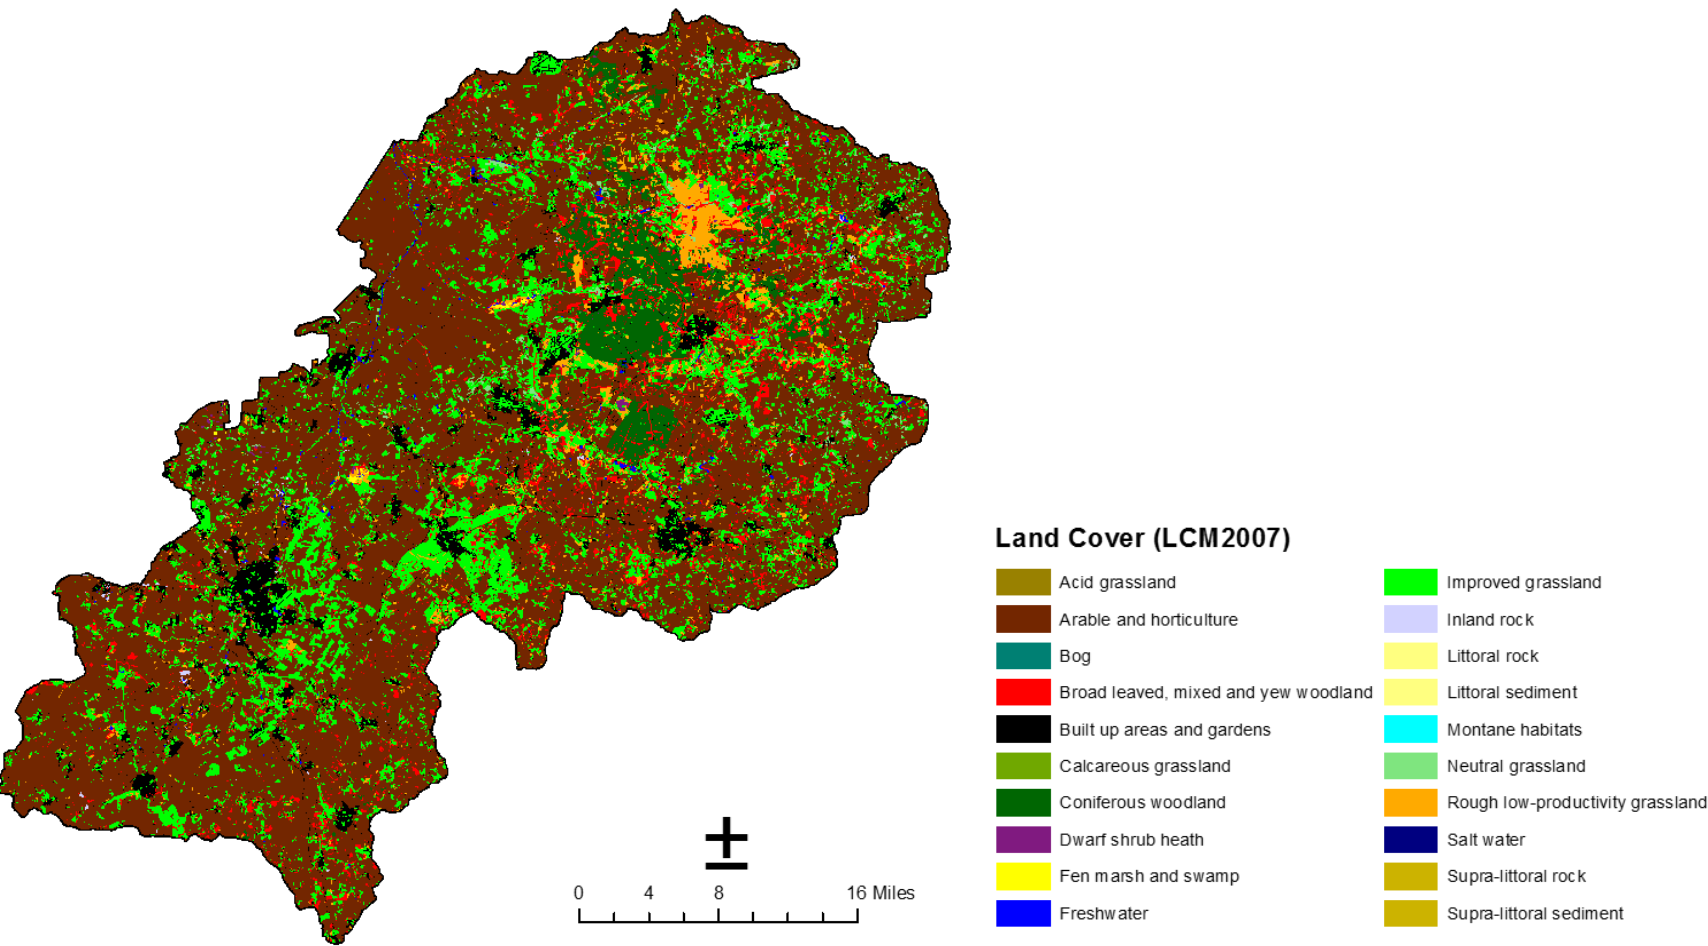 Land Cover (LCM2007)
Acid grassland
Arable and horticulture
Bog
Broad leaved, mixed and yew woodland
Built up areas and gardens
Calcareous grassland
Coniferous woodland
Dwarf shrub heath
Fen marsh and swamp
Freshwater
Improved grassland
Inland rock
Littoral rock
Littoral sediment
Montane habitats
Neutral grassland
Rough low-productivity grassland
Salt water
Supra-littoral rock
Supra-littoral sediment
±
0 4 8 16 Miles